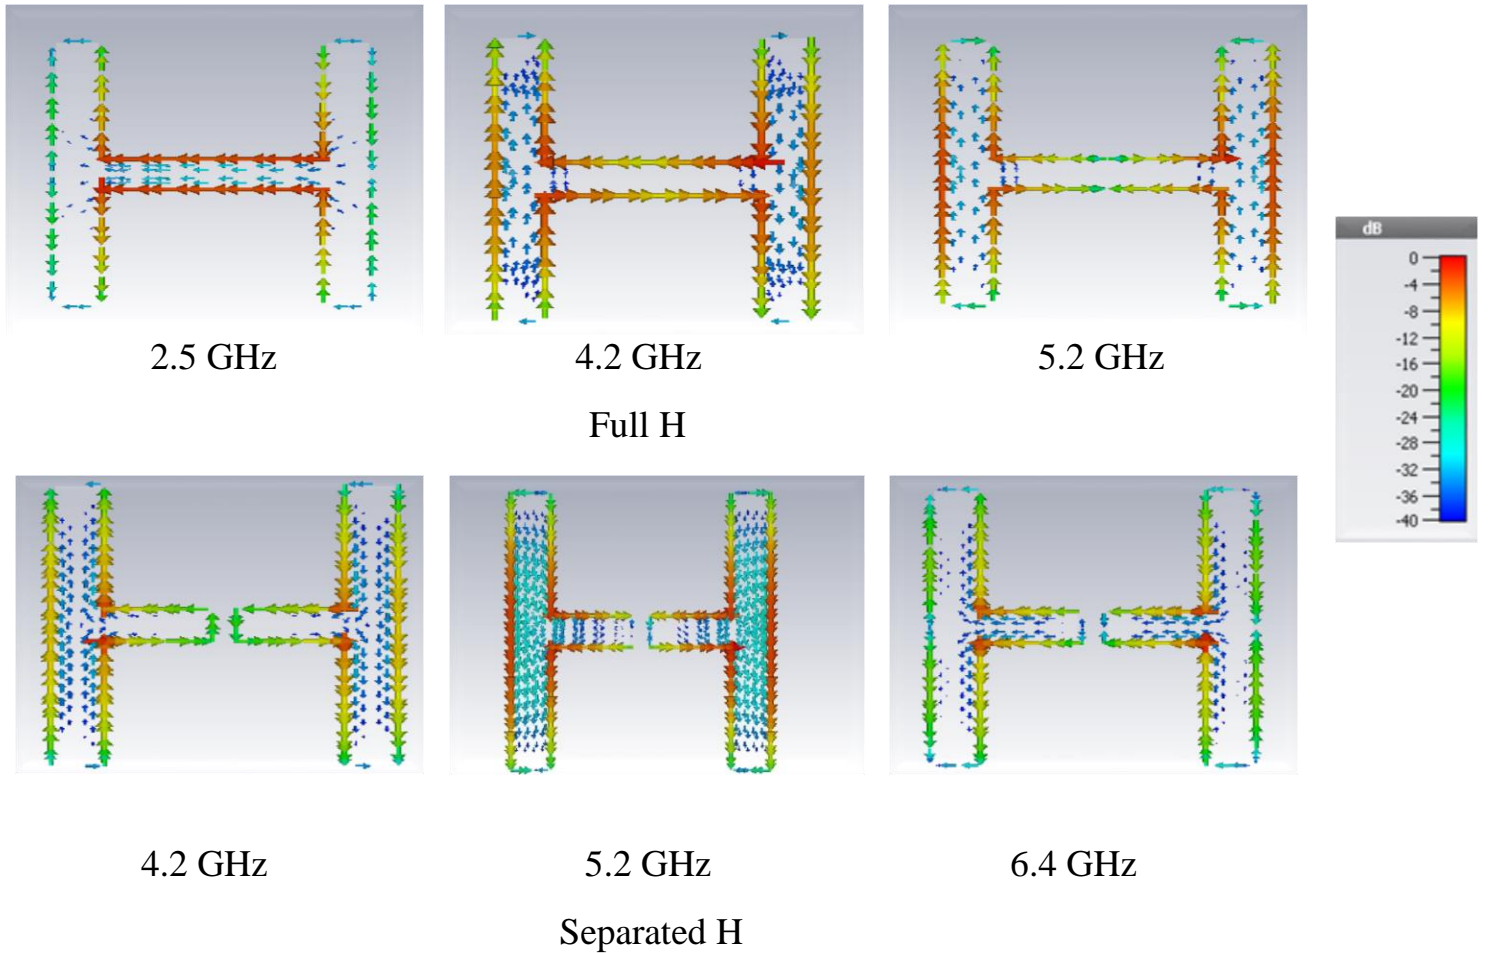 2.5 GHz
4.2 GHz
5.2 GHz
Full H
dB
0
-4
-8
-12
-16
-20
-24
-28
-32
-36
-40
4.2 GHz
5.2 GHz
6.4 GHz
Separated H